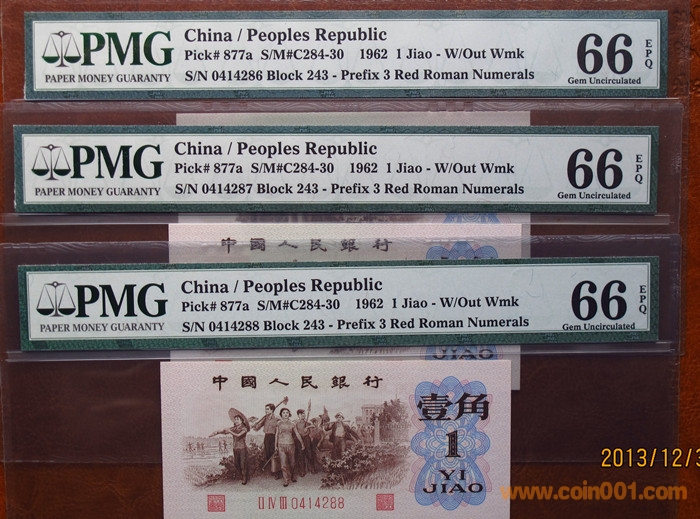 PMG
PAPER MONEY GUARANTY
China / Peoples Republic
Pick# 877a S/M#C284-30 1962 1 Jiao - W/Out Wmk
S/N 0414286 Block 243 - Prefix 3 Red Roman Numerals
66 EPQ
Gem Uncirculated
PMG
PAPER MONEY GUARANTY
China / Peoples Republic
Pick# 877a S/M#C284-30 1962 1 Jiao - W/Out Wmk
S/N 0414287 Block 243 - Prefix 3 Red Roman Numerals
66 EPQ
Gem Uncirculated
中國人民銀行
PMG
PAPER MONEY GUARANTY
China / Peoples Republic
Pick# 877a S/M#C284-30 1962 1 Jiao - W/Out Wmk
S/N 0414288 Block 243 - Prefix 3 Red Roman Numerals
66 EPQ
Gem Uncirculated
JIAO
中國人民銀行
壹角
1
YI
JIAO
II IV III 0414288
2013/12/3
www.coin001.com